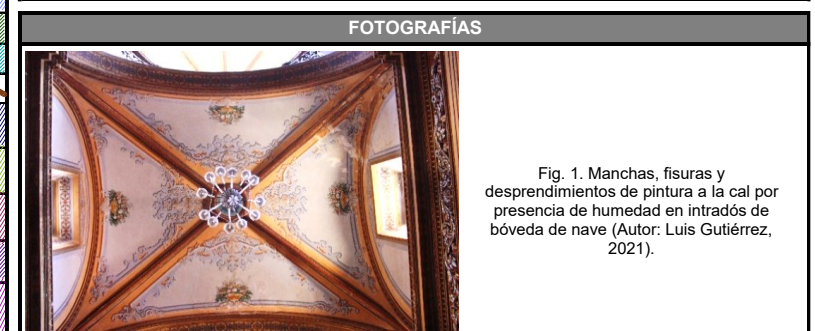 FOTOGRAFÍAS
Fig. 1. Manchas, fisuras y
desprendimientos de pintura a la cal por
presencia de humedad en intradós de
bóveda de nave (Autor: Luis Gutiérrez,
2021).